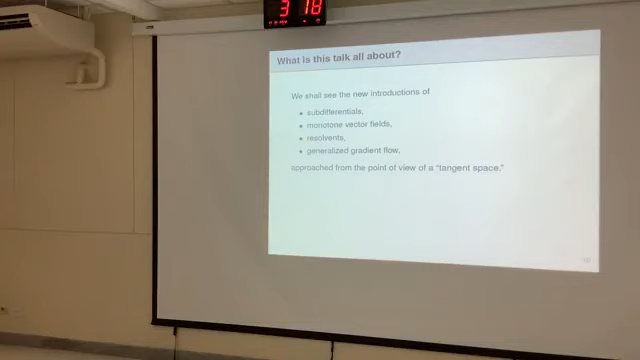 3 18
What is this talk all about?
We shall see the new introductions of
• subdifferentials,
• monotone vector fields,
• resolvents,
• generalized gradient flow,
approached from the point of view of a “tangent space.”